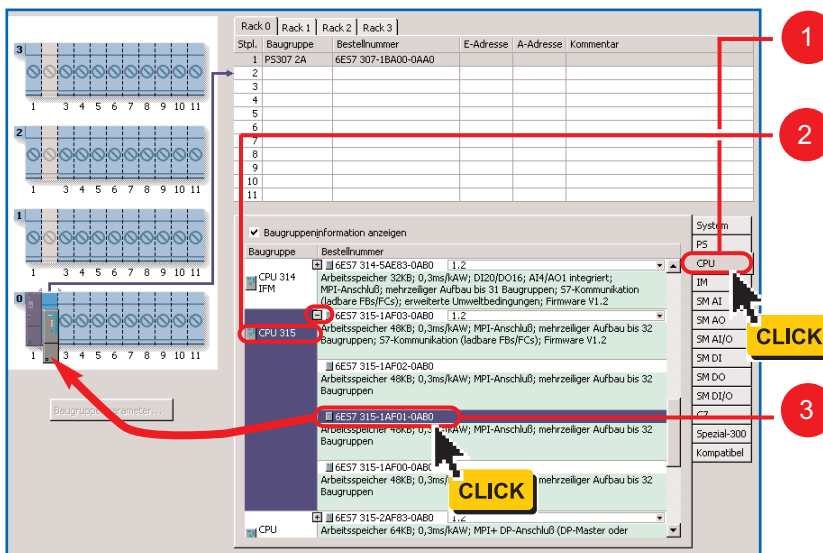 Rack 0 Rack 1 Rack 2 Rack 3
Stpl. Baugruppe Bestellnummer E-Adresse A-Adresse Kommentar
1 PS307 2A 6ES7 307-1BA00-0AA0
2
3
4
5
6
7
8
9
10
11
3
1 3 4 5 6 7 8 9 10 11
2
1 3 4 5 6 7 8 9 10 11
1
1 3 4 5 6 7 8 9 10 11
0
1 3 4 5 6 7 8 9 10 11
Baugruppenparameter...
Baugruppeninformation anzeigen
Baugruppe Bestellnummer
6ES7 314-5AE83-0AB0 1.2
CPU 314 IFM
Arbeitsspeicher 32KB; 0,3ms/kAW; DI20/DO16; AI4/AO1 integriert;
MPI-Anschluß; mehrzeiliger Aufbau bis 31 Baugruppen; S7-Kommunikation
(ladbare FBs/FCs); erweiterte Umweltbedingungen; Firmware V1.2
6ES7 315-1AF03-0AB0 1.2
CPU 315
Arbeitsspeicher 48KB; 0,3ms/kAW; MPI-Anschluß; mehrzeiliger Aufbau bis 32
Baugruppen; S7-Kommunikation (ladbare FBs/FCs); Firmware V1.2
6ES7 315-1AF02-0AB0
Arbeitsspeicher 48KB; 0,3ms/kAW; MPI-Anschluß; mehrzeiliger Aufbau bis 32
Baugruppen
6ES7 315-1AF01-0AB0
Arbeitsspeicher 48KB; 0,3ms/kAW; MPI-Anschluß; mehrzeiliger Aufbau bis 32
Baugruppen
6ES7 315-1AF00-0AB0
Arbeitsspeicher 48KB; 0,3ms/ mehrzeiliger Aufbau bis 32
Baugruppen
6ES7 315-2AF83-0AB0 1.2
CPU
Arbeitsspeicher 64KB; 0,3ms/kAW; MPI+ DP-Anschluß (DP-Master oder
System
PS
CPU
IM
SM AI
SM AO
SM AI/O
SM DI
SM DO
SM DI/O
C7
Spezial-300
Kompatibel
1
2
3
CLICK
CLICK